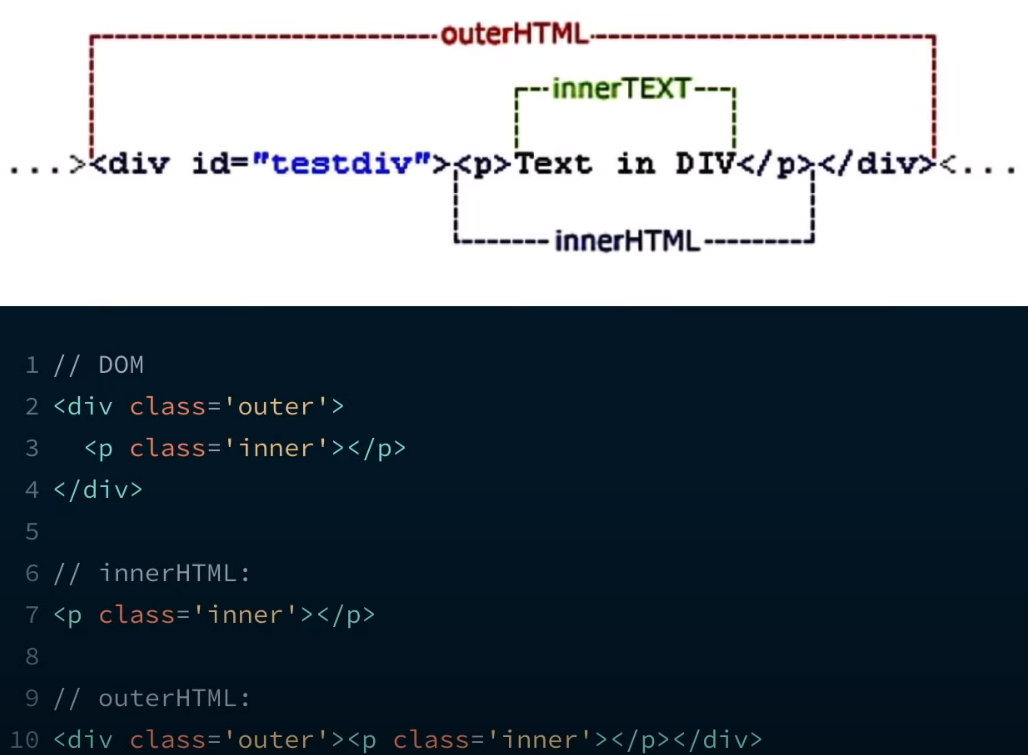 outerHTML
innerTEXT
...><div id="testdiv"><p>Text in DIV</p></div><...
innerHTML
1 // DOM
2 <div class='outer'>
3   <p class='inner'></p>
4 </div>
5
6 // innerHTML:
7 <p class='inner'></p>
8
9 // outerHTML:
10 <div class='outer'><p class='inner'></p></div>